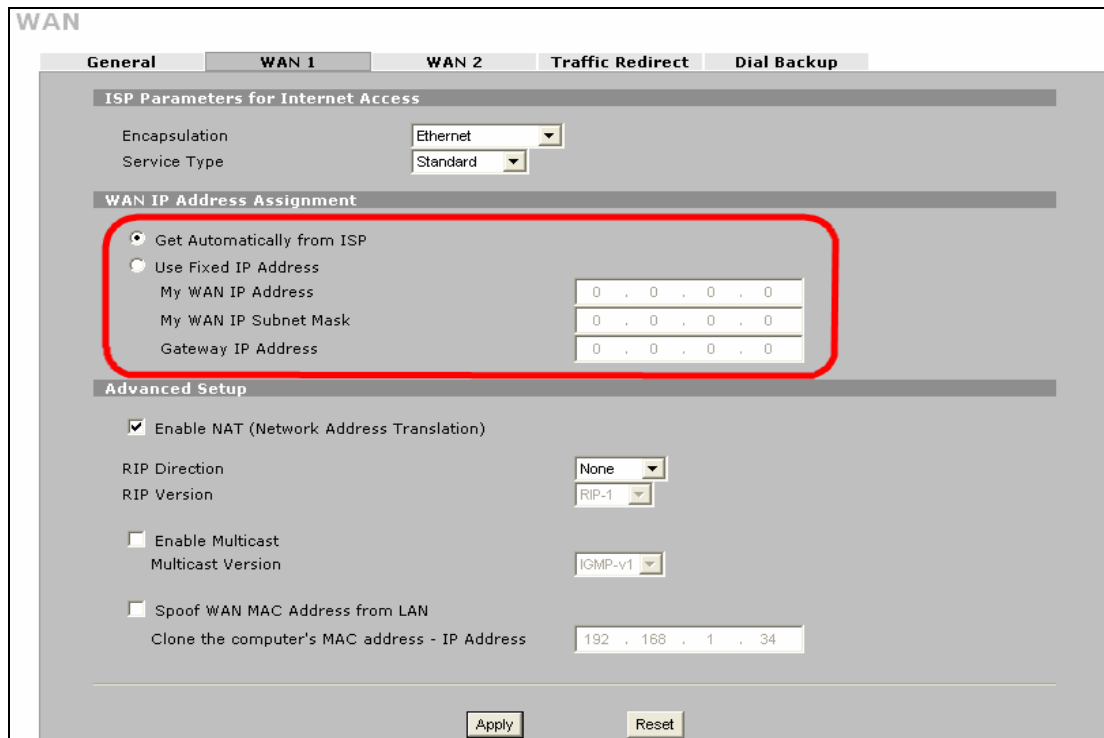 WAN
General WAN 1 WAN 2 Traffic Redirect Dial Backup
ISP Parameters for Internet Access
Encapsulation Ethernet
Service Type Standard
WAN IP Address Assignment
Get Automatically from ISP
Use Fixed IP Address
My WAN IP Address 0 . 0 . 0 . 0
My WAN IP Subnet Mask 0 . 0 . 0 . 0
Gateway IP Address 0 . 0 . 0 . 0
Advanced Setup
Enable NAT (Network Address Translation)
RIP Direction None
RIP Version RIP-1
Enable Multicast
Multicast Version IGMP-v1
Spoof WAN MAC Address from LAN
Clone the computer's MAC address - IP Address 192 . 168 . 1 . 34
Apply Reset